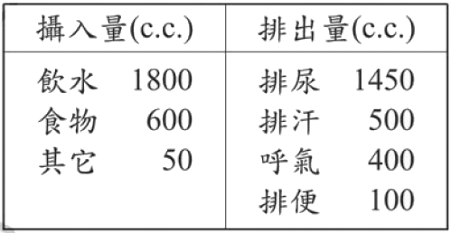 攝入量(c.c.) 排出量(c.c.)
飲水 1800 排尿 1450
食物 600 排汗 500
其它 50 呼氣 400
排便 100